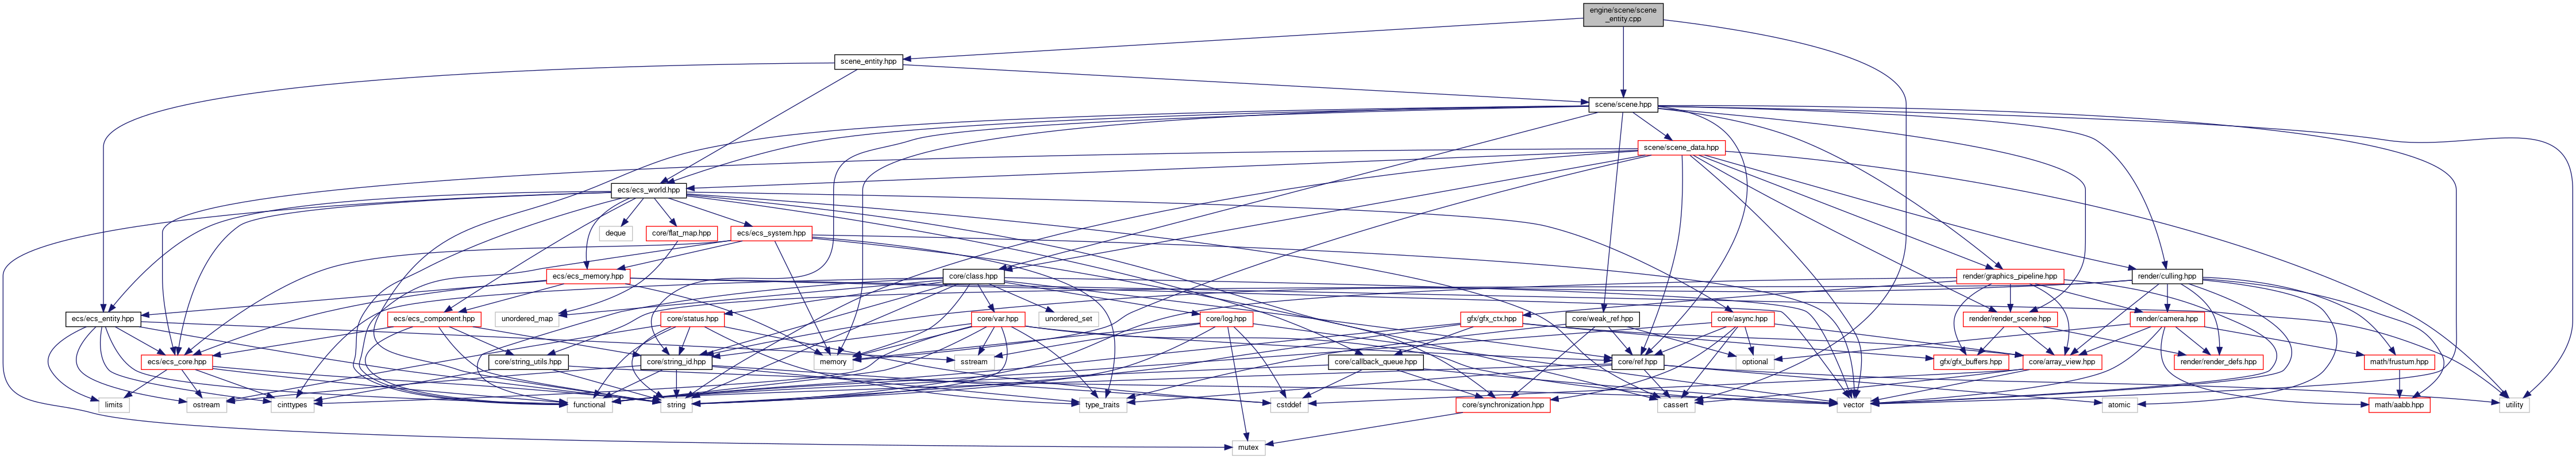 engine/scene/scene
_entity.cpp
scene_entity.hpp
scene/scene.hpp
scene/scene_data.hpp
ecs/ecs_world.hpp
deque
core/flat_map.hpp
ecs/ecs_system.hpp
ecs/ecs_memory.hpp
core/class.hpp
render/graphics_pipeline.hpp
render/culling.hpp
ecs/ecs_entity.hpp
ecs/ecs_component.hpp
unordered_map
core/status.hpp
core/var.hpp
unordered_set
core/log.hpp
gfx/gfx_ctx.hpp
core/weak_ref.hpp
core/async.hpp
render/render_scene.hpp
render/camera.hpp
ecs/ecs_core.hpp
core/string_utils.hpp
core/string_id.hpp
memory
sstream
core/callback_queue.hpp
core/ref.hpp
optional
gfx/gfx_buffers.hpp
core/array_view.hpp
render/render_defs.hpp
math/frustum.hpp
limits
ostream
cinttypes
functional
string
type_traits
cstddef
core/synchronization.hpp
cassert
vector
atomic
math/aabb.hpp
utility
mutex